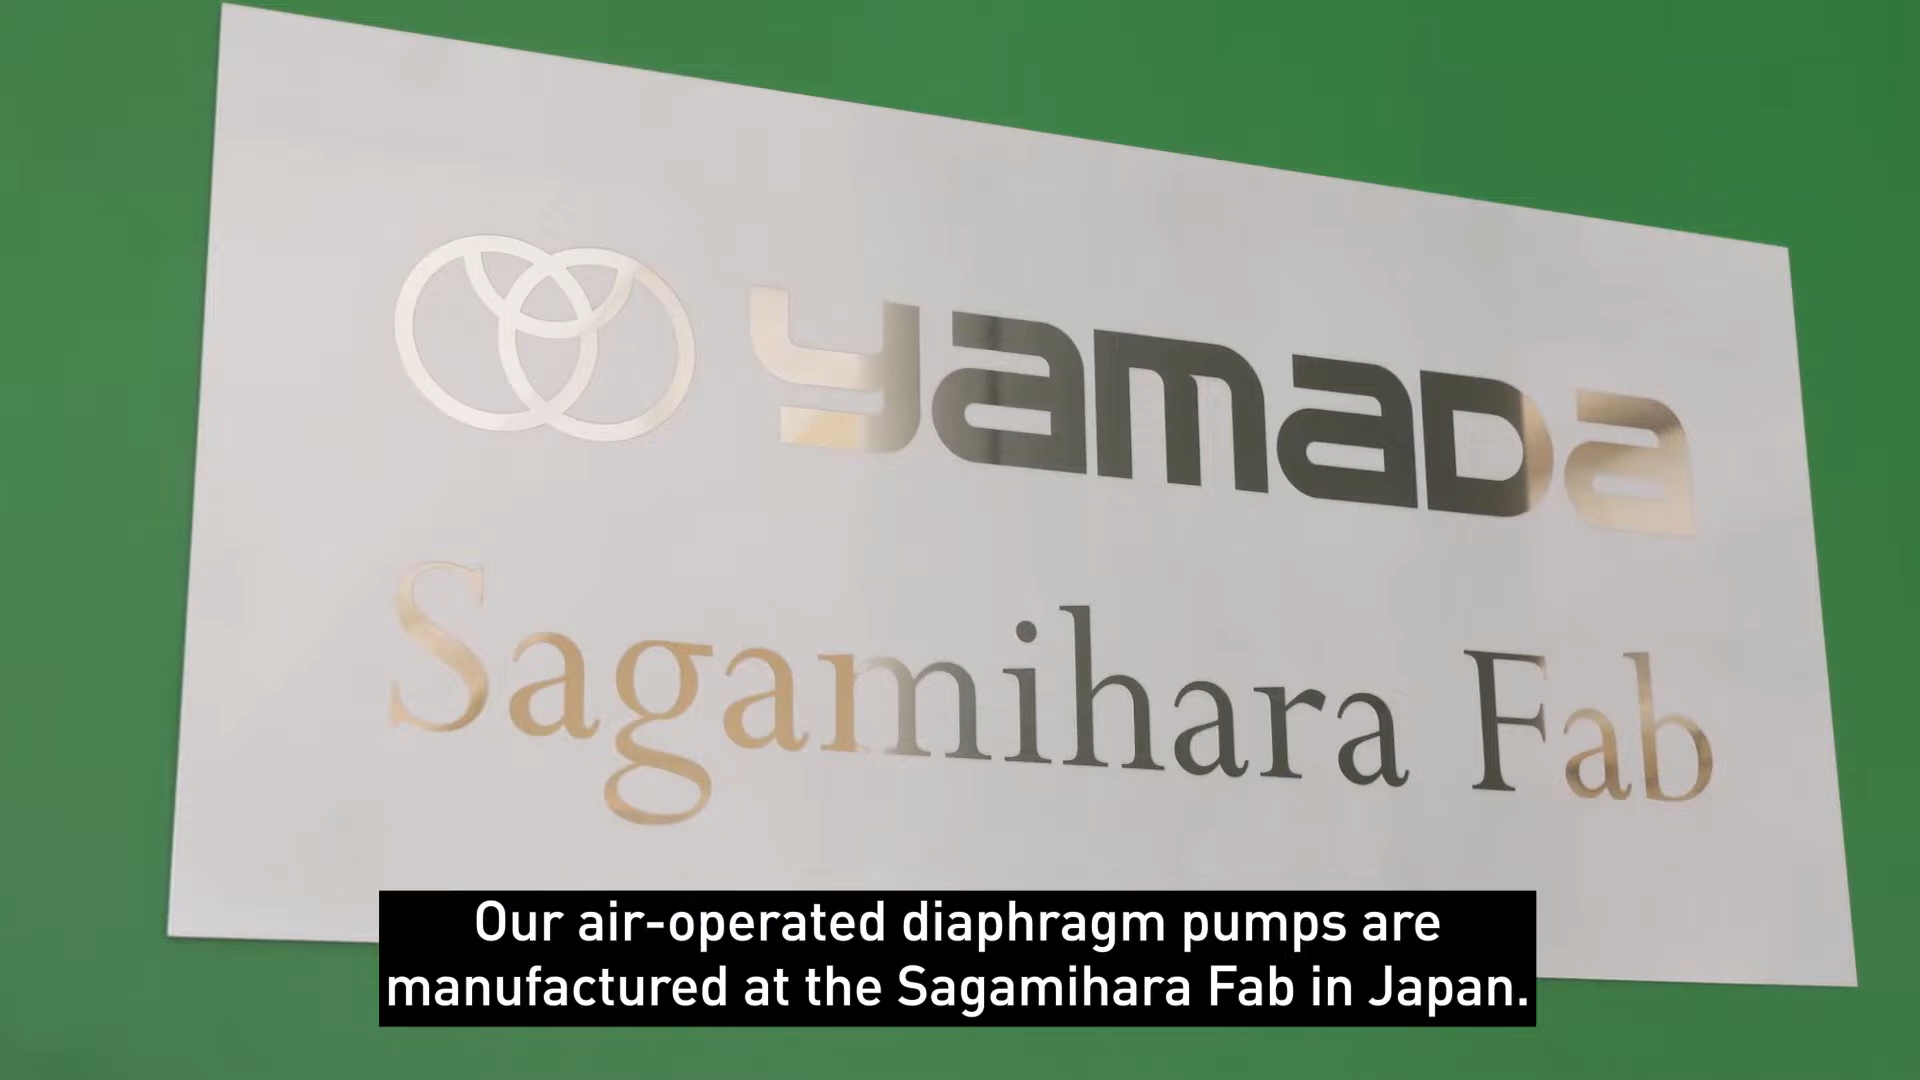 yamada
Sagamihara Fab
Our air-operated diaphragm pumps are
manufactured at the Sagamihara Fab in Japan.